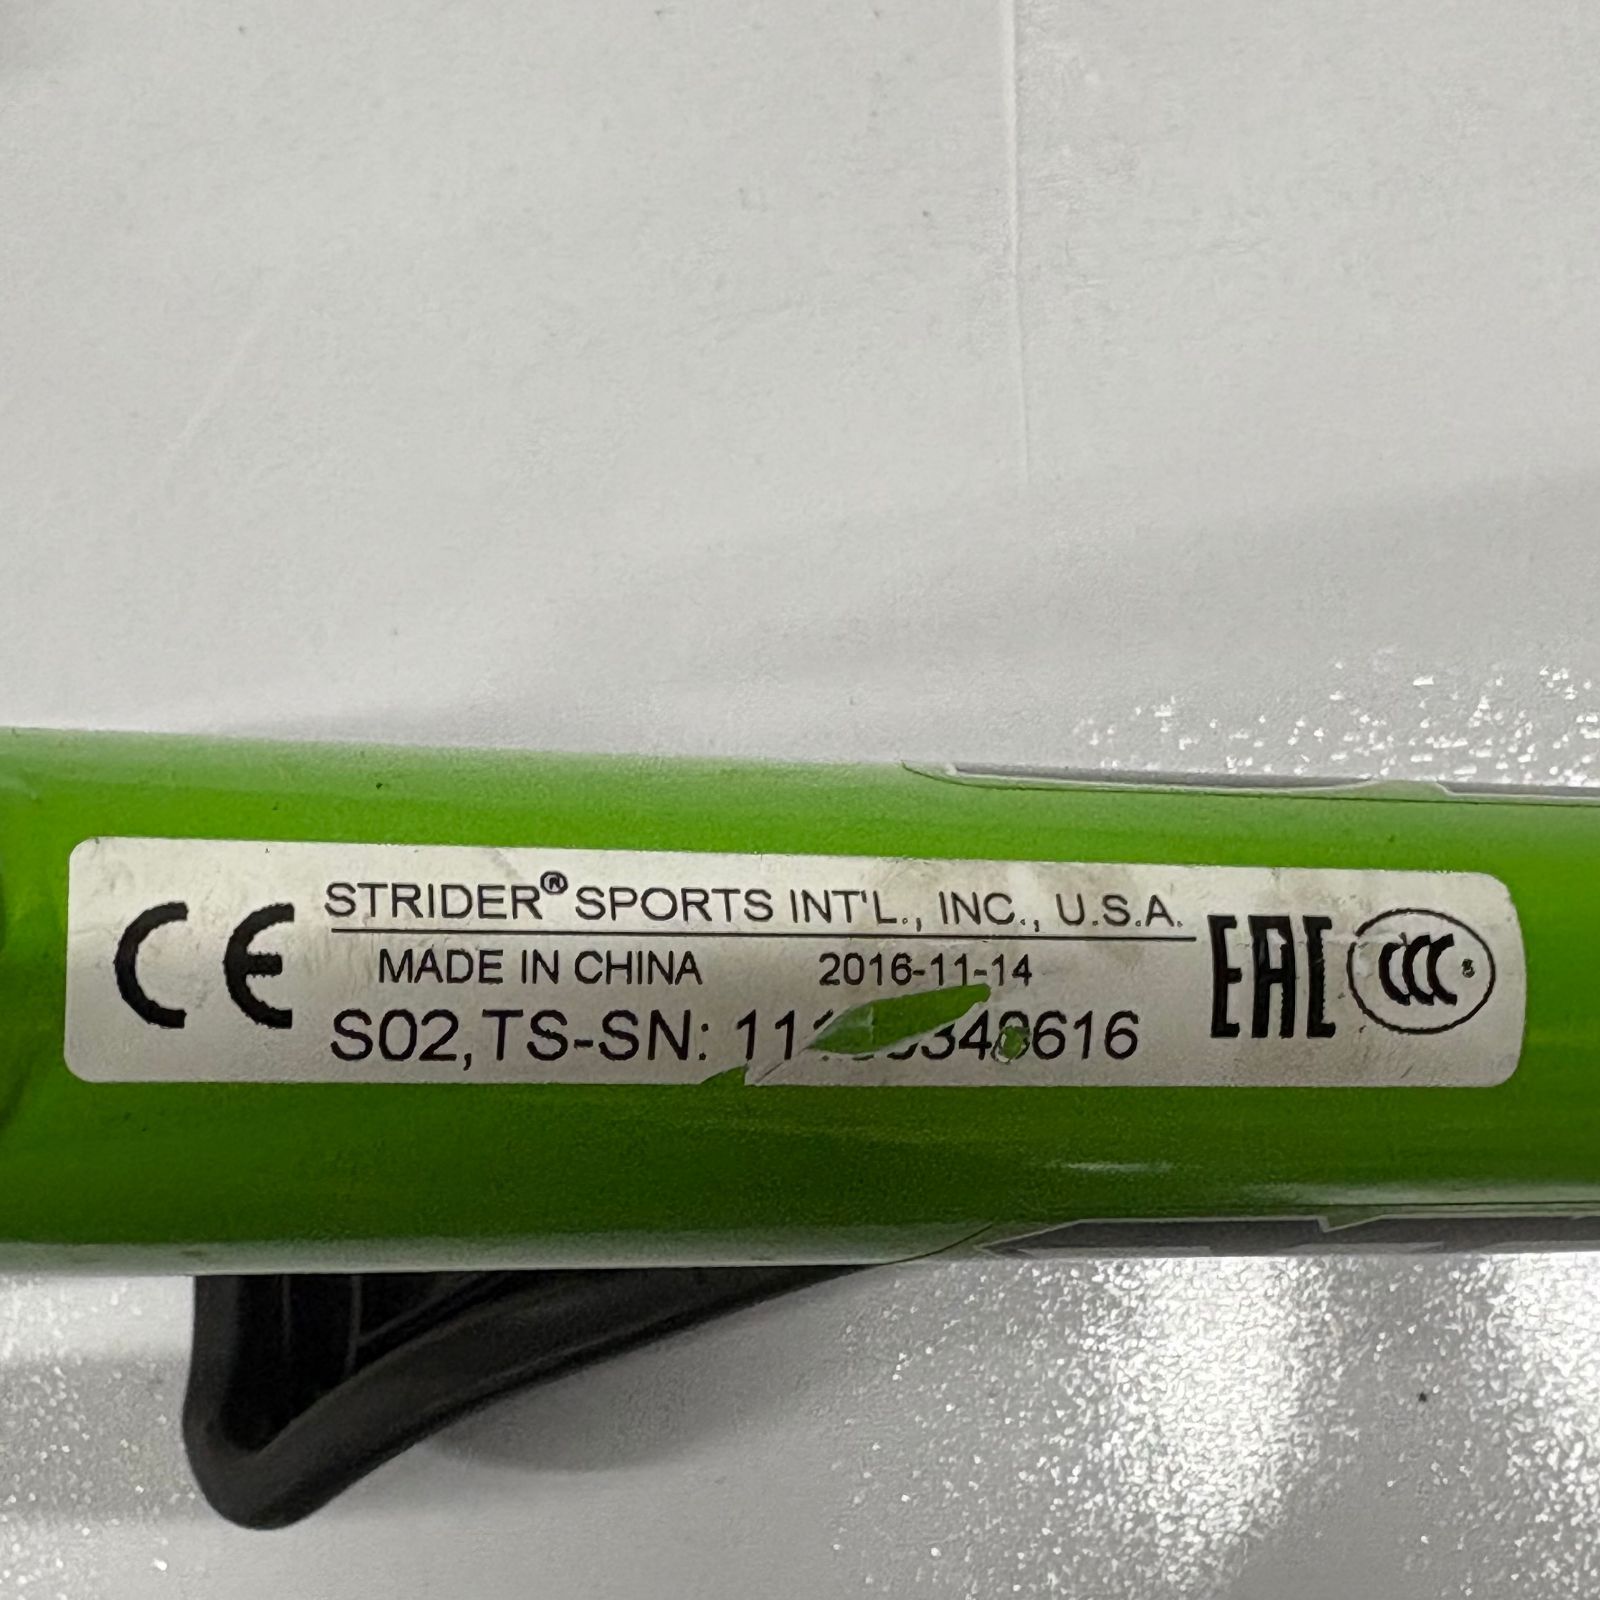 CE
STRIDER® SPORTS INT'L., INC., U.S.A.
MADE IN CHINA 2016-11-14
S02,TS-SN:
EAC
CCC S